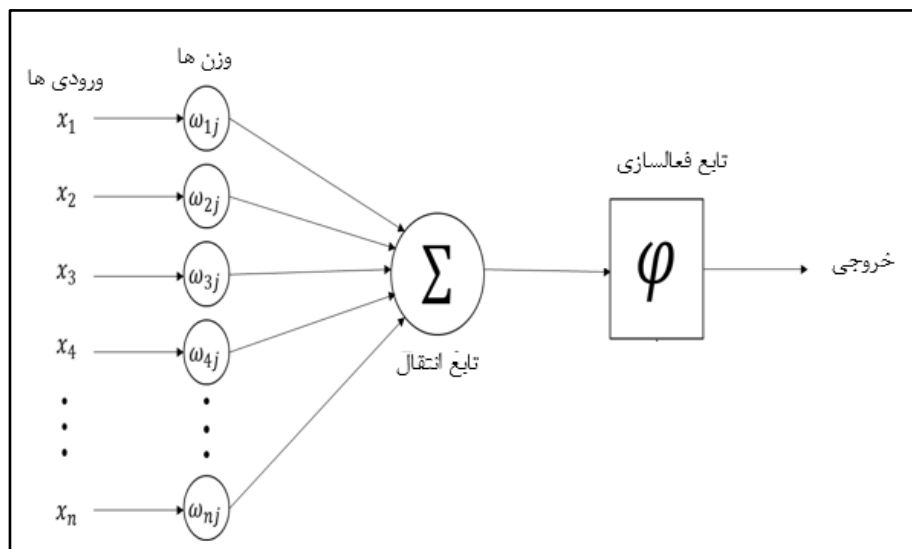 ورودی ها
وزن ها
x₁
ω₁ⱼ
x₂
ω₂ⱼ
x₃
ω₃ⱼ
x₄
ω₄ⱼ
xₙ
ωₙⱼ
∑
تابع انتقال
تابع فعالسازی
φ
خروجی